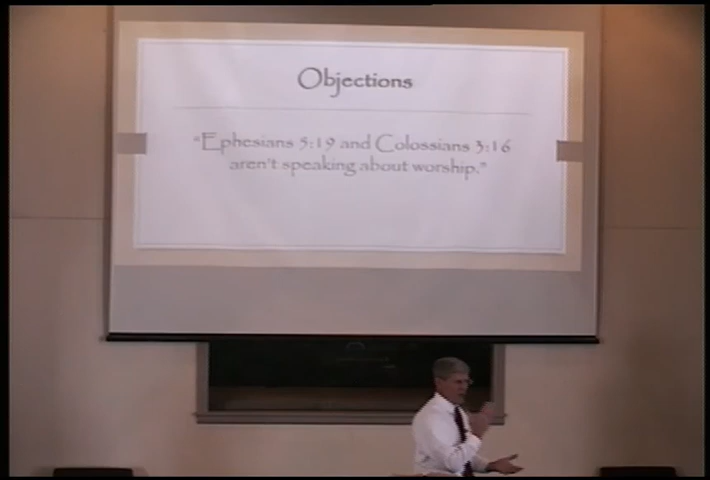 Objections
"Ephesians 5:19 and Colossians 3:16
aren't speaking about worship."